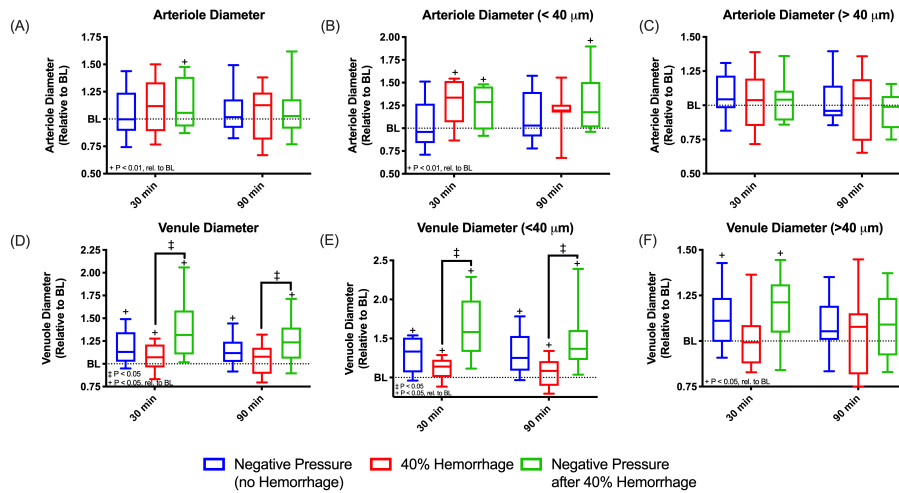 (A)
Arteriole Diameter
Arteriole Diameter
(Relative to BL)
1.75
1.50
1.25
BL
0.75
0.50
+
+ P < 0.01, rel. to BL
30 min
90 min
(B)
Arteriole Diameter (< 40 μm)
Arteriole Diameter
(Relative to BL)
2.00
1.75
1.50
1.25
BL
0.75
0.50
+
+
+
+ P < 0.01, rel. to BL
30 min
90 min
(C)
Arteriole Diameter (> 40 μm)
Arteriole Diameter
(Relative to BL)
1.50
1.25
BL
0.75
0.50
30 min
90 min
(D)
Venule Diameter
Venuole Diameter
(Relative to BL)
2.25
2.00
1.75
1.50
1.25
BL
0.75
+
+
‡
+
+
‡
+
‡ P < 0.05
+ P < 0.05, rel. to BL
30 min
90 min
(E)
Venule Diameter (<40 μm)
Venuole Diameter
(Relative to BL)
2.5
2.0
1.5
BL
+
+
‡
+
+
+
‡
+
‡ P < 0.05
+ P < 0.05, rel. to BL
30 min
90 min
(F)
Venule Diameter (>40 μm)
Venuole Diameter
(Relative to BL)
1.50
1.25
BL
0.75
+
+
+ P < 0.05, rel. to BL
30 min
90 min
Negative Pressure
(no Hemorrhage)
40% Hemorrhage
Negative Pressure
after 40% Hemorrhage